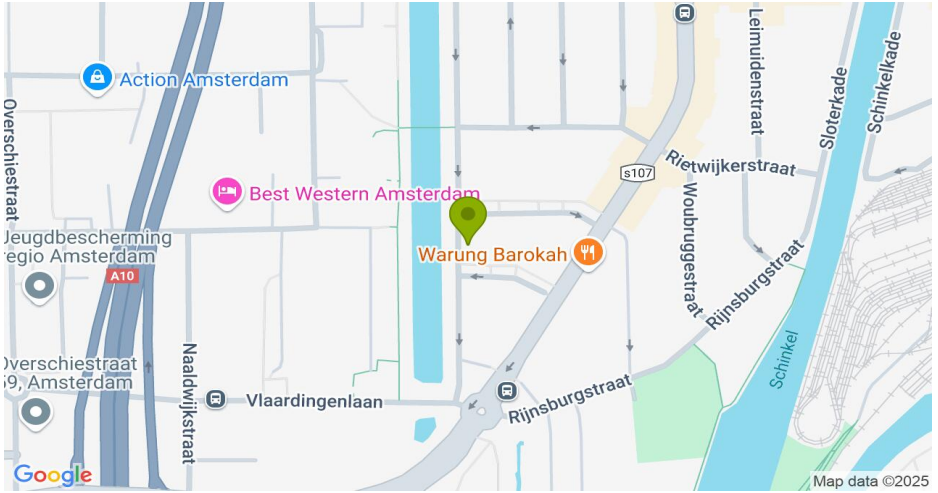 Action Amsterdam
Overschiestraat
Best Western Amsterdam
Jeugdbescherming
regio Amsterdam
A10
Overschiestraat
59, Amsterdam
Naaldwijkstraat
Vlaardingenlaan
Warung Barokah
s107
Leimuidenstraat
Sloterkade
Schinkelkade
Rietwijkerstraat
Woubruggestraat
Rijnsburgstraat
Rijnsburgstraat
Schinkel
Google
Map data ©2025